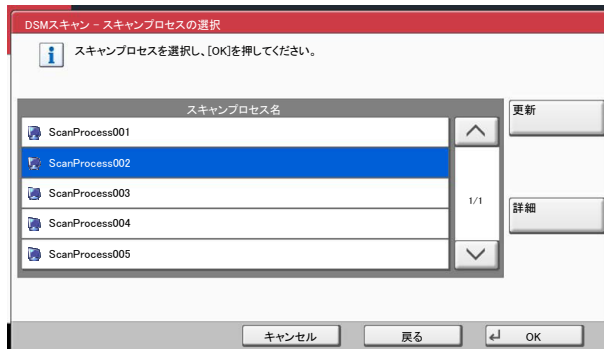 DSMスキャン - スキャンプロセスの選択
スキャンプロセスを選択し、[OK]を押してください。
スキャンプロセス名
更新
ScanProcess001
ScanProcess002
ScanProcess003
1/1
詳細
ScanProcess004
ScanProcess005
キャンセル
戻る
OK